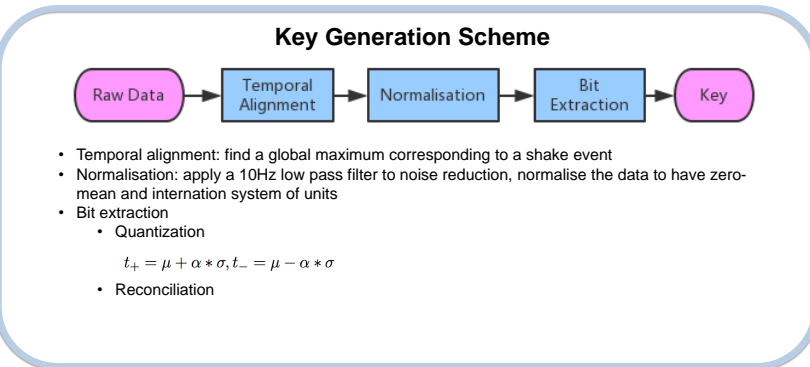 Key Generation Scheme
Raw Data
Temporal
Alignment
Normalisation
Bit
Extraction
Key
• Temporal alignment: find a global maximum corresponding to a shake event
• Normalisation: apply a 10Hz low pass filter to noise reduction, normalise the data to have zero-
mean and internation system of units
• Bit extraction
• Quantization
t₊ = μ + α * σ, t₋ = μ − α * σ
• Reconciliation